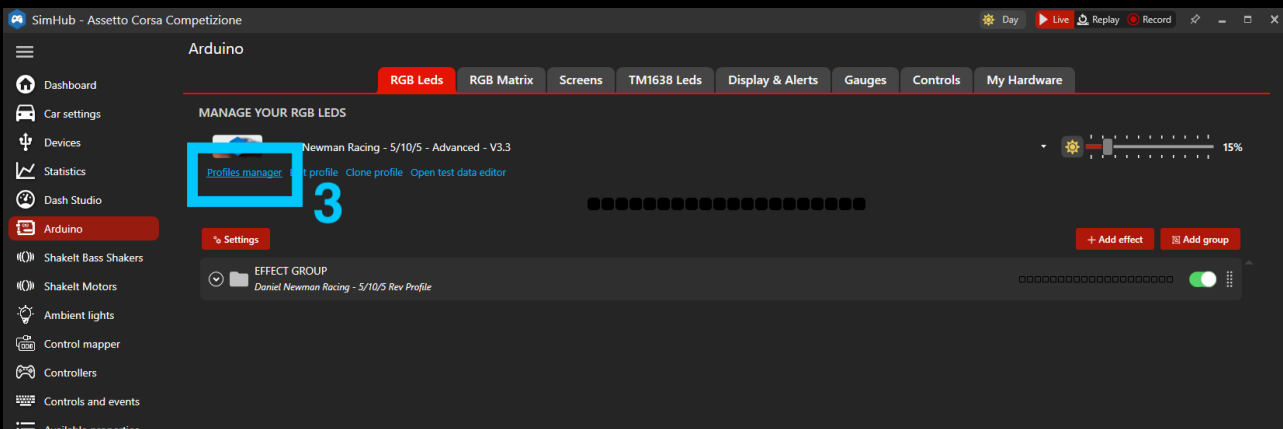 SimHub - Assetto Corsa Competizione
Day
Live
Replay
Record
Arduino
Dashboard
Car settings
Devices
Statistics
Dash Studio
Arduino
ShakeIt Bass Shakers
ShakeIt Motors
Ambient lights
Control mapper
Controllers
Controls and events
RGB Leds
RGB Matrix
Screens
TM1638 Leds
Display & Alerts
Gauges
Controls
My Hardware
MANAGE YOUR RGB LEDS
Newman Racing - 5/10/5 - Advanced - V3.3
15%
Profiles manager
profile
Clone profile
Open test data editor
3
Settings
Add effect
Add group
EFFECT GROUP
Daniel Newman Racing - 5/10/5 Rev Profile